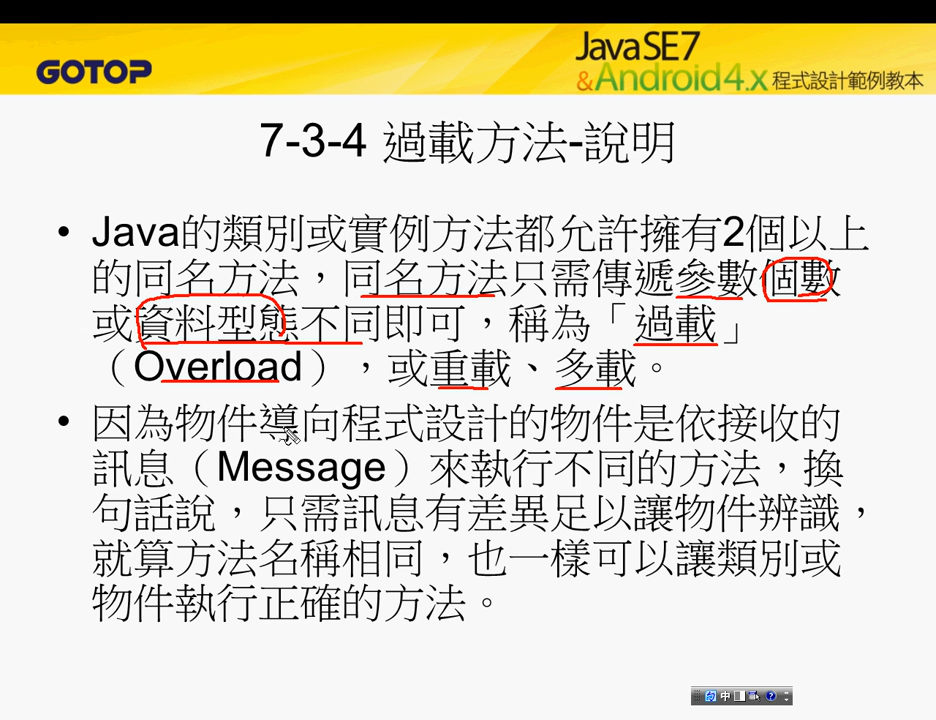 GOTOP
Java SE 7
&Android 4.x 程式設計範例教本
7-3-4 過載方法-說明
• Java的類別或實例方法都允許擁有2個以上
的同名方法，同名方法只需傳遞參數個數
或資料型態不同即可，稱為「過載」
（Overload），或重載、多載。
• 因為物件導向程式設計的物件是依接收的
訊息（Message）來執行不同的方法，換
句話說，只需訊息有差異足以讓物件辨識，
就算方法名稱相同，也一樣可以讓類別或
物件執行正確的方法。
中